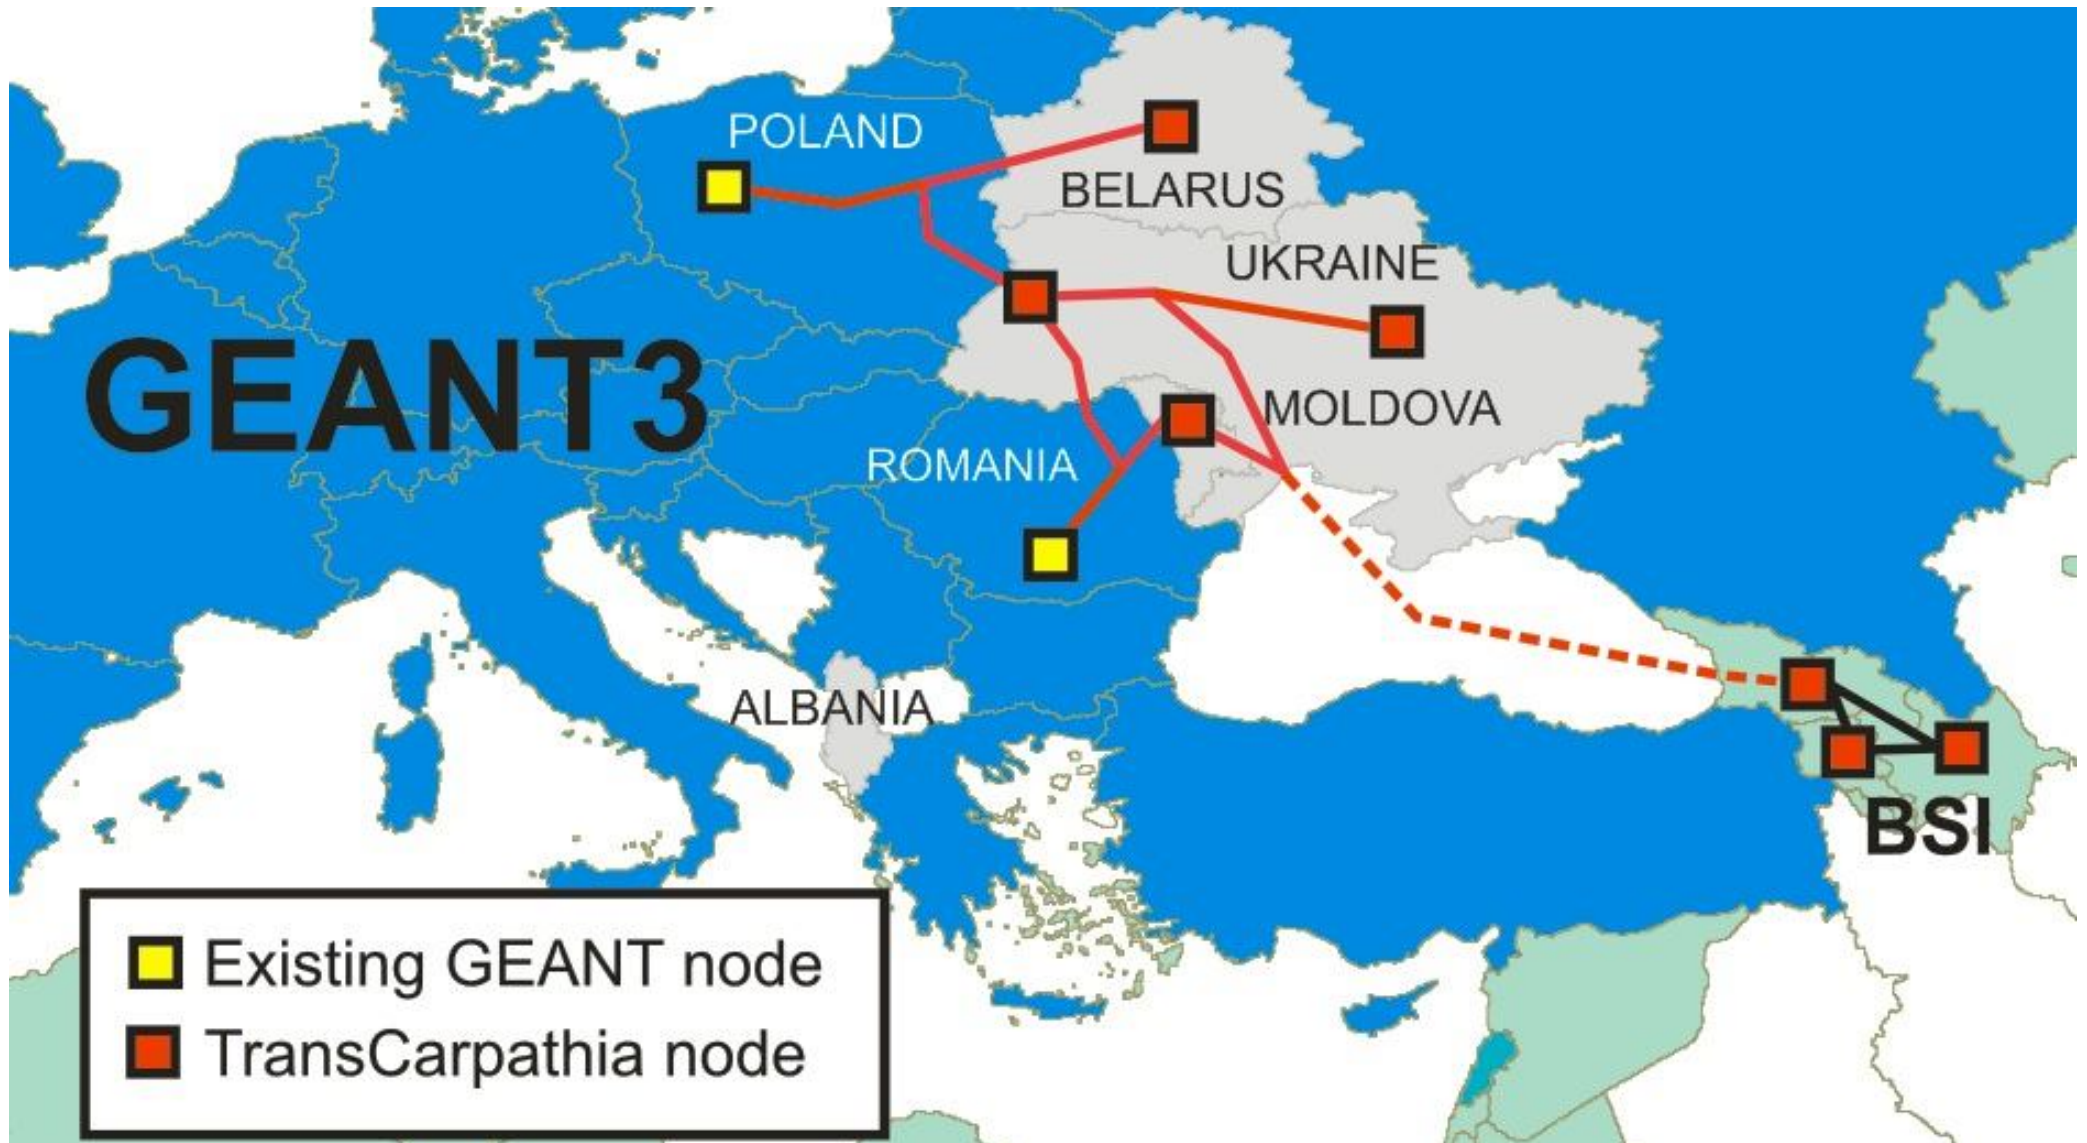 POLAND
BELARUS
UKRAINE
GEANT3
MOLDOVA
ROMANIA
ALBANIA
BSI
Existing GEANT node
TransCarpathia node